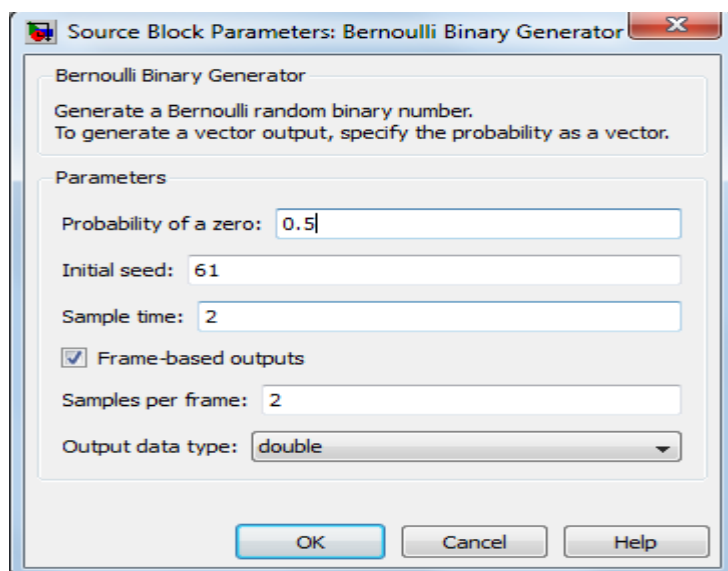 Source Block Parameters: Bernoulli Binary Generator
Bernoulli Binary Generator
Generate a Bernoulli random binary number.
To generate a vector output, specify the probability as a vector.
Parameters
Probability of a zero: 0.5
Initial seed: 61
Sample time: 2
Frame-based outputs
Samples per frame: 2
Output data type: double
OK Cancel Help